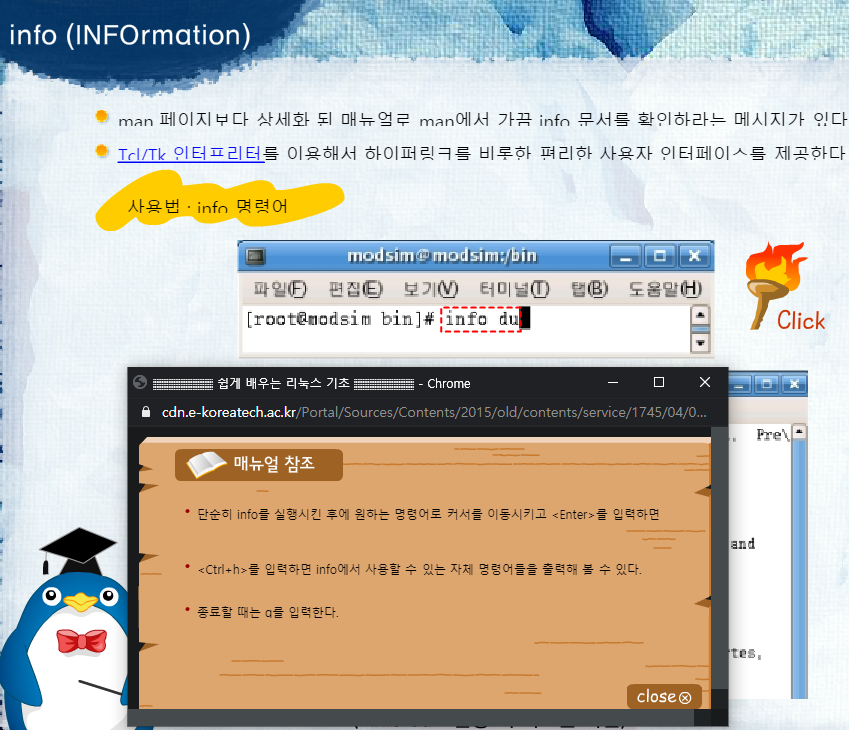 info (INFOrmation)
man 페이지보다 상세화 된 매뉴얼로 man에서 가끔 info 문서를 확인하라는 메시지가 있다
Tcl/Tk 인터프리터를 이용해서 하이퍼링크를 비롯한 편리한 사용자 인터페이스를 제공한다
사용법 : info 명령어
modsim@modsim:/bin
파일(F) 편집(E) 보기(V) 터미널(T) 탭(B) 도움말(H)
[root@modsim bin]# info du
Click
쉽게 배우는 리눅스 기초 - Chrome
cdn.e-koreatech.ac.kr/Portal/Sources/Contents/2015/old/contents/service/1745/04/0...
Pre\
매뉴얼 참조
단순히 info를 실행시킨 후에 원하는 명령어로 커서를 이동시키고 <Enter>를 입력하면
and
<Ctrl+h>를 입력하면 info에서 사용할 수 있는 자체 명령어들을 출력해 볼 수 있다.
종료할 때는 q를 입력한다.
tes,
close